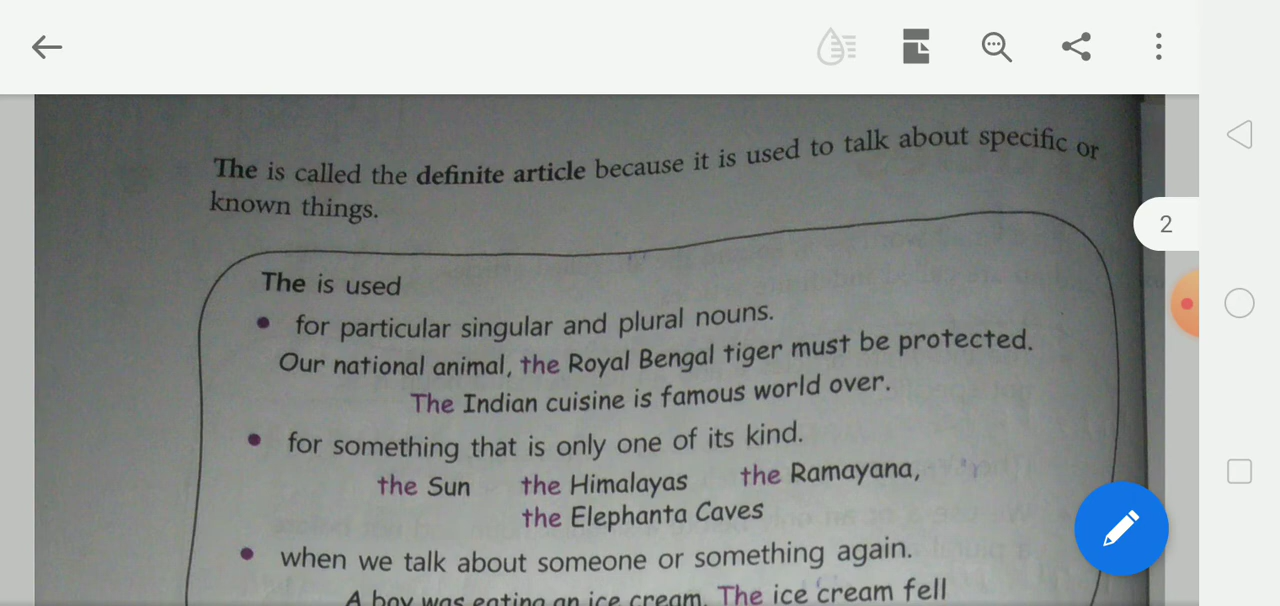 The is called the definite article because it is used to talk about specific or
known things.
2
The is used
• for particular singular and plural nouns.
Our national animal, the Royal Bengal tiger must be protected.
The Indian cuisine is famous world over.
• for something that is only one of its kind.
the Sun the Himalayas the Ramayana,
the Elephanta Caves
• when we talk about someone or something again.
A boy was eating an ice cream. The ice cream fell